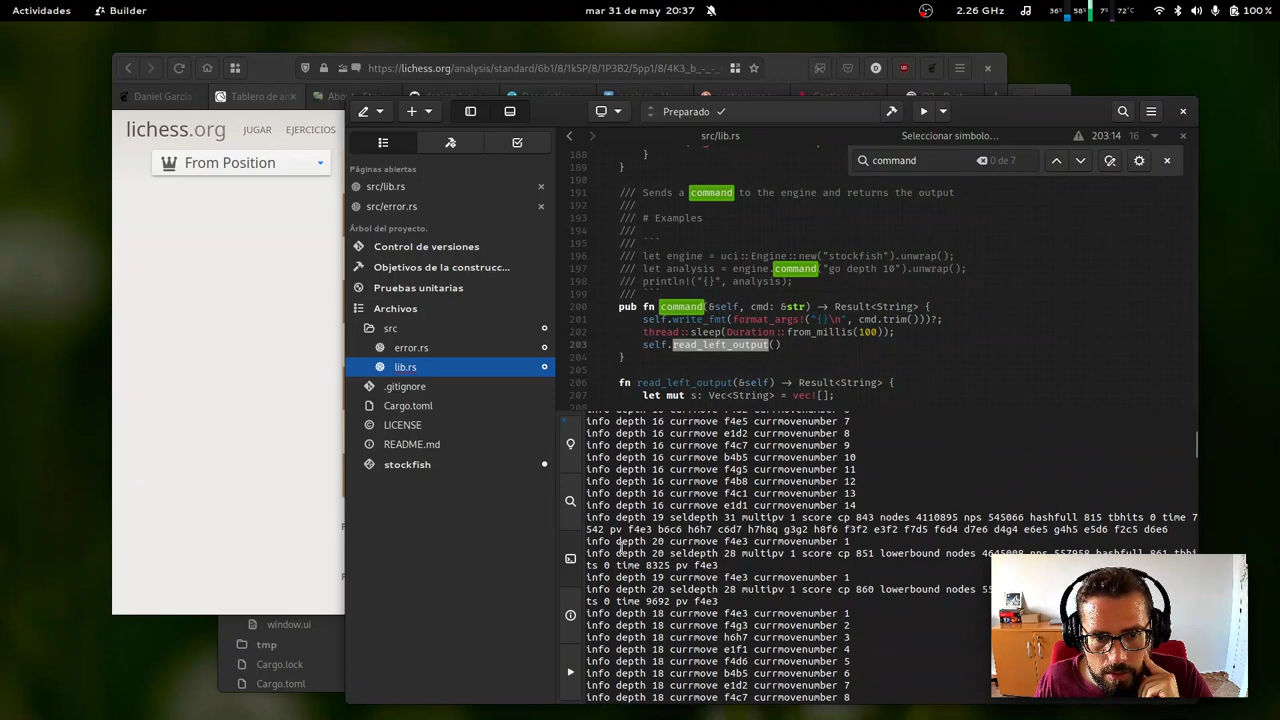 Actividades
Builder
mar 31 de may 20:37
2.26 GHz
36%
58%
7%
72°C
100 %
https://lichess.org/analysis/standard/6b1/8/1k5P/8/1P3B2/5pp1/8/4K3_b_-_-
Daniel García
Tablero de an
lichess.org
JUGAR
EJERCICIOS
From Position
window.ui
tmp
Cargo.lock
Cargo.toml
Preparado
Páginas abiertas
src/lib.rs
src/error.rs
Árbol del proyecto.
Control de versiones
Objetivos de la construcc...
Pruebas unitarias
Archivos
src
error.rs
lib.rs
.gitignore
Cargo.toml
LICENSE
README.md
stockfish
src/lib.rs
Seleccionar símbolo...
203:14
16
command
0 de 7
188
189 }
190
191 /// Sends a command to the engine and returns the output
192 ///
193 /// # Examples
194 ///
195 /// ```
196 /// let engine = uci::Engine::new("stockfish").unwrap();
197 /// let analysis = engine.command("go depth 10").unwrap();
198 /// println!("{}", analysis);
199 /// ```
200 pub fn command(&self, cmd: &str) -> Result<String> {
201 self.write_fmt(format_args!("{}\n", cmd.trim()))?;
202 thread::sleep(Duration::from_millis(100));
203 self.read_left_output()
204 }
205
206 fn read_left_output(&self) -> Result<String> {
207 let mut s: Vec<String> = vec![];
info depth 16 currmove f4e5 currmovenumber 7
info depth 16 currmove e1d2 currmovenumber 8
info depth 16 currmove f4c7 currmovenumber 9
info depth 16 currmove b4b5 currmovenumber 10
info depth 16 currmove f4g5 currmovenumber 11
info depth 16 currmove f4b8 currmovenumber 12
info depth 16 currmove f4c1 currmovenumber 13
info depth 16 currmove e1d1 currmovenumber 14
info depth 19 seldepth 31 multipv 1 score cp 843 nodes 4110895 nps 545066 hashfull 815 tbhits 0 time 7
542 pv f4e3 b6c6 h6h7 c6d7 h7h8q g3g2 h8f6 f3f2 e3f2 f7d5 f6d4 d7e6 d4g4 e6e5 g4h5 e5d6 f2c5 d6e6
info depth 20 currmove f4e3 currmovenumber 1
info depth 20 seldepth 28 multipv 1 score cp 851 lowerbound nodes 4645008 nps 557958 hashfull 861 tbhi
ts 0 time 8325 pv f4e3
info depth 19 currmove f4e3 currmovenumber 1
info depth 20 seldepth 28 multipv 1 score cp 860 lowerbound nodes
ts 0 time 9692 pv f4e3
info depth 18 currmove f4e3 currmovenumber 1
info depth 18 currmove f4g3 currmovenumber 2
info depth 18 currmove h6h7 currmovenumber 3
info depth 18 currmove e1f1 currmovenumber 4
info depth 18 currmove f4d6 currmovenumber 5
info depth 18 currmove b4b5 currmovenumber 6
info depth 18 currmove e1d2 currmovenumber 7
info depth 18 currmove f4c7 currmovenumber 8